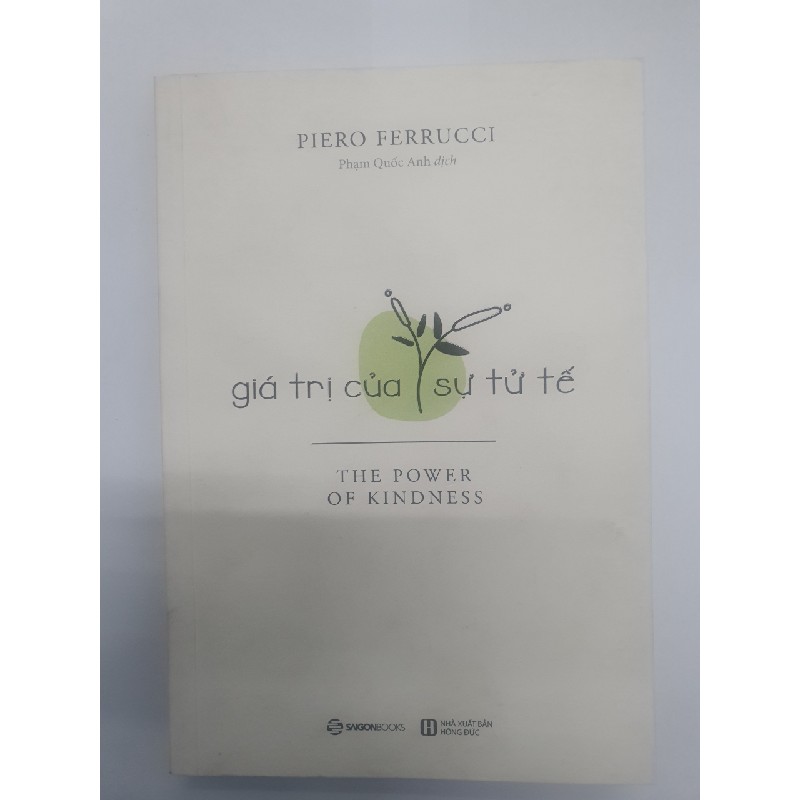 PIERO FERRUCCI
Phạm Quốc Anh dịch
giá trị của sự tử tế
THE POWER
OF KINDNESS
SAIGONBOOKS
NHÀ XUẤT BẢN
HỒNG ĐỨC